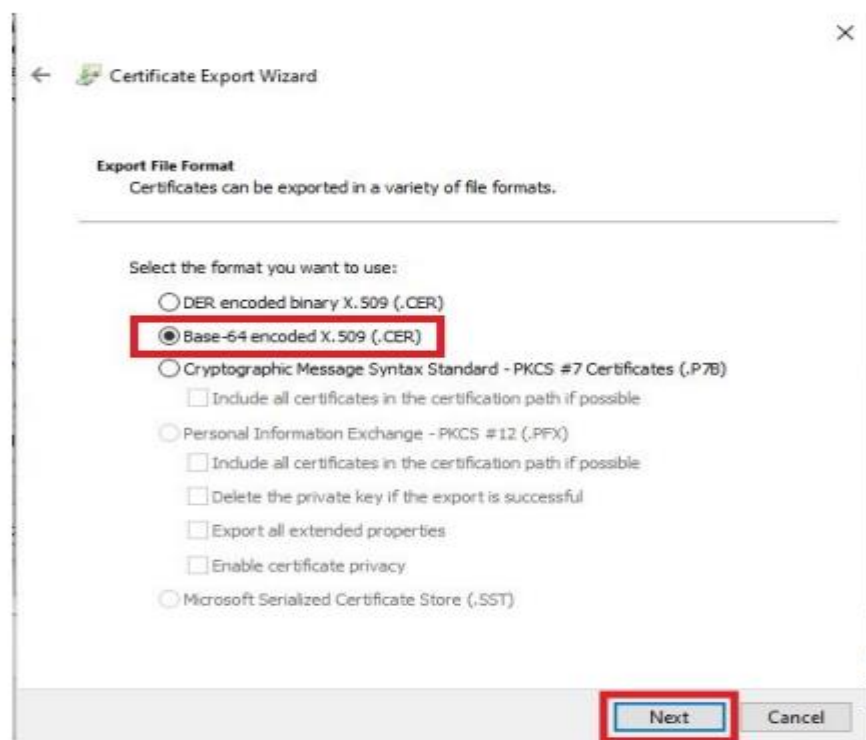 Certificate Export Wizard
Export File Format
Certificates can be exported in a variety of file formats.
Select the format you want to use:
DER encoded binary X.509 (.CER)
Base-64 encoded X.509 (.CER)
Cryptographic Message Syntax Standard - PKCS #7 Certificates (.P7B)
Include all certificates in the certification path if possible
Personal Information Exchange - PKCS #12 (.PFX)
Include all certificates in the certification path if possible
Delete the private key if the export is successful
Export all extended properties
Enable certificate privacy
Microsoft Serialized Certificate Store (.SST)
Next Cancel